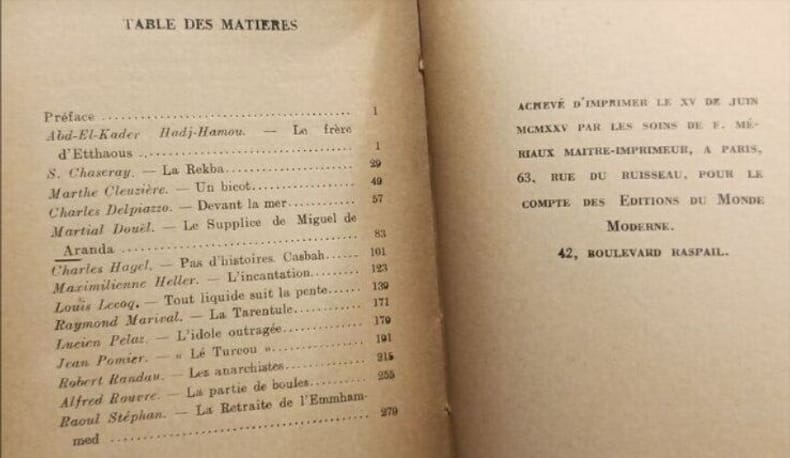 TABLE DES MATIERES
Préface ........................................ 1
Abd-El-Kader Hadj-Hamou. — Le frère
d'Etthaous ..................................... 1
S. Chaseray. — La Rekba......................... 29
Marthe Cleuzière. — Un bicot.................... 49
Charles Delpiazzo. — Devant la mer.............. 57
Martial Douël. — Le Supplice de Miguel de
Aranda ......................................... 83
Charles Hagel. — Pas d'histoires. Casbah...... 101
Maximilienne Heller. — L'incantation.......... 123
Louis Lecoq. — Tout liquide suit la pente..... 139
Raymond Marival. — La Tarentule............... 171
Lucien Pelaz. — L'idole outragée.............. 179
Jean Pomier. — « Lé Turcou ».................. 191
Robert Randau. — Les anarchistes.............. 215
Alfred Rouvre. — La partie de boules.......... 255
Raoul Stéphan. — La Retraite de l'Emmham-
med .......................................... 279
ACHEVÉ D'IMPRIMER LE XV DE JUIN
MCMXXV PAR LES SOINS DE F. MÉ-
RIAUX MAITRE-IMPRIMEUR, A PARIS,
63, RUE DU RUISSEAU, POUR LE
COMPTE DES EDITIONS DU MONDE
MODERNE.
42, BOULEVARD RASPAIL.